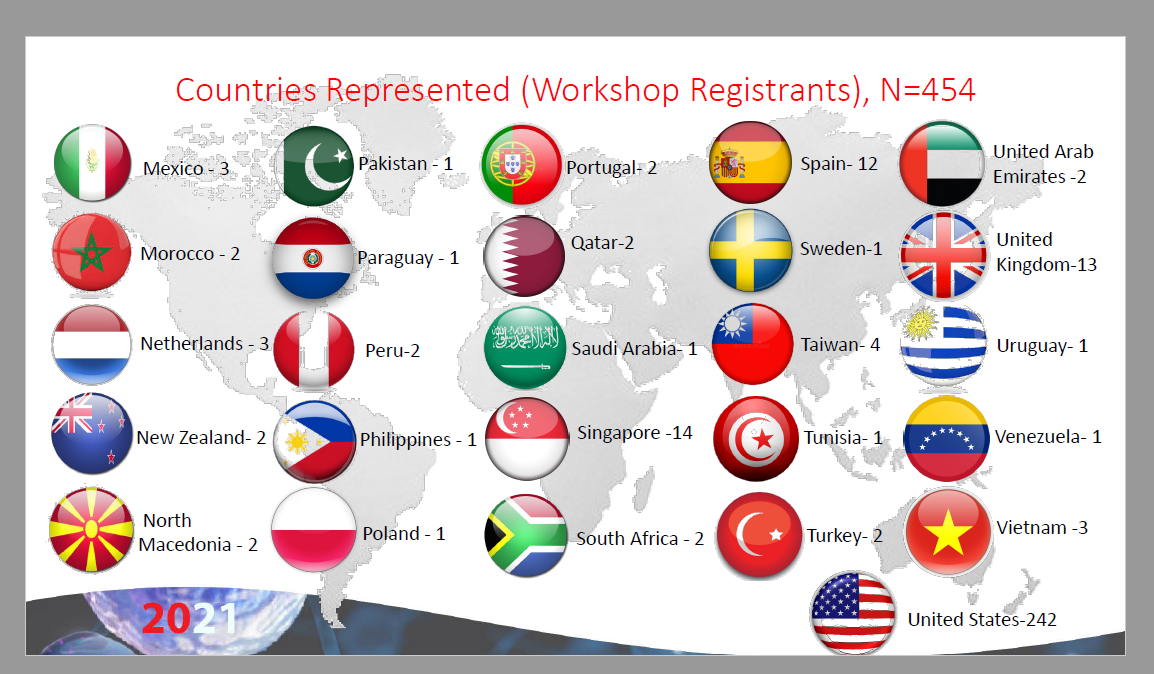 Countries Represented (Workshop Registrants), N=454
Mexico - 3
Pakistan - 1
Portugal- 2
Spain- 12
United Arab
Emirates -2
Morocco - 2
Paraguay - 1
Qatar-2
Sweden-1
United
Kingdom-13
Netherlands - 3
Peru-2
Saudi Arabia- 1
Taiwan- 4
Uruguay- 1
New Zealand- 2
Philippines - 1
Singapore -14
Tunisia- 1
Venezuela- 1
North
Macedonia - 2
Poland - 1
South Africa - 2
Turkey- 2
Vietnam -3
United States-242
2021